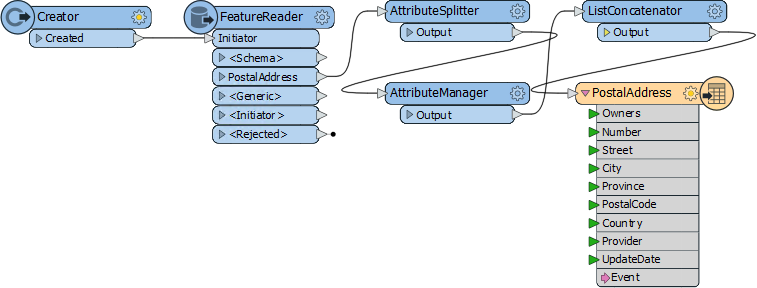 Creator
Created
FeatureReader
Initiator
<Schema>
PostalAddress
<Generic>
<Initiator>
<Rejected>
AttributeSplitter
Output
AttributeManager
Output
ListConcatenator
Output
PostalAddress
Owners
Number
Street
City
Province
PostalCode
Country
Provider
UpdateDate
Event